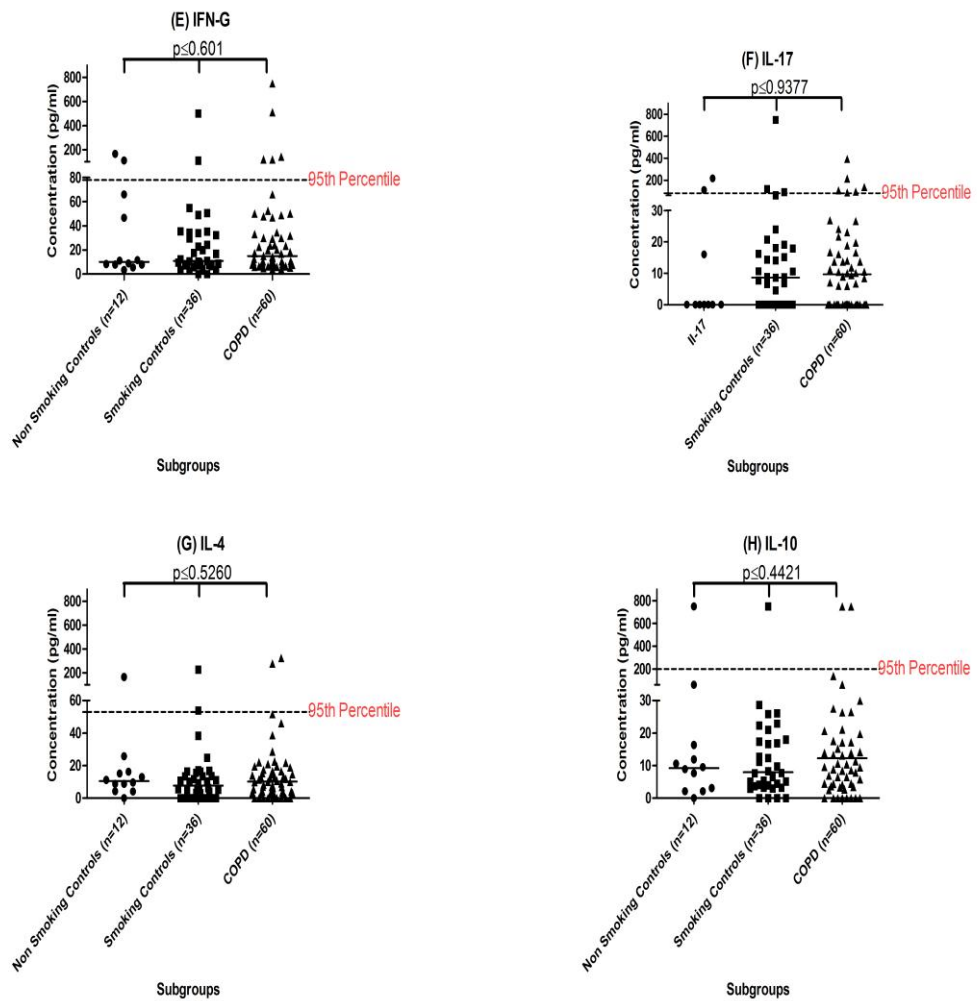 (E) IFN-G
p≤0.601
Concentration (pg/ml)
800
600
400
200
80
60
40
20
0
95th Percentile
Non Smoking Controls (n=12)
Smoking Controls (n=36)
COPD (n=60)
Subgroups
(F) IL-17
p≤0.9377
Concentration (pg/ml)
800
600
400
200
30
20
10
0
95th Percentile
Il-17
Smoking Controls (n=36)
COPD (n=60)
Subgroups
(G) IL-4
p≤0.5260
Concentration (pg/ml)
800
600
400
200
60
40
20
0
95th Percentile
Non Smoking Controls (n=12)
Smoking Controls (n=36)
COPD (n=60)
Subgroups
(H) IL-10
p≤0.4421
Concentration (pg/ml)
800
600
400
200
30
20
10
0
95th Percentile
Non Smoking Controls (n=12)
Smoking Controls (n=36)
COPD (n=60)
Subgroups